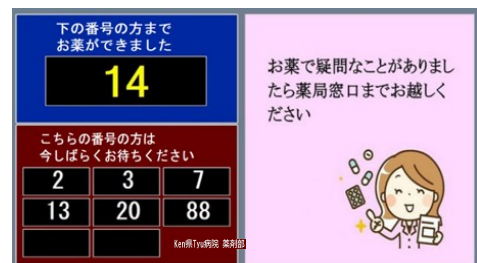 下の番号の方まで
お薬ができました
14
こちらの番号の方は
今しばらくお待ちください
2 3 7
13 20 88
Ken県Tyu病院 薬剤部
お薬で疑問なことがありまし
たら薬局窓口までお越しく
ださい